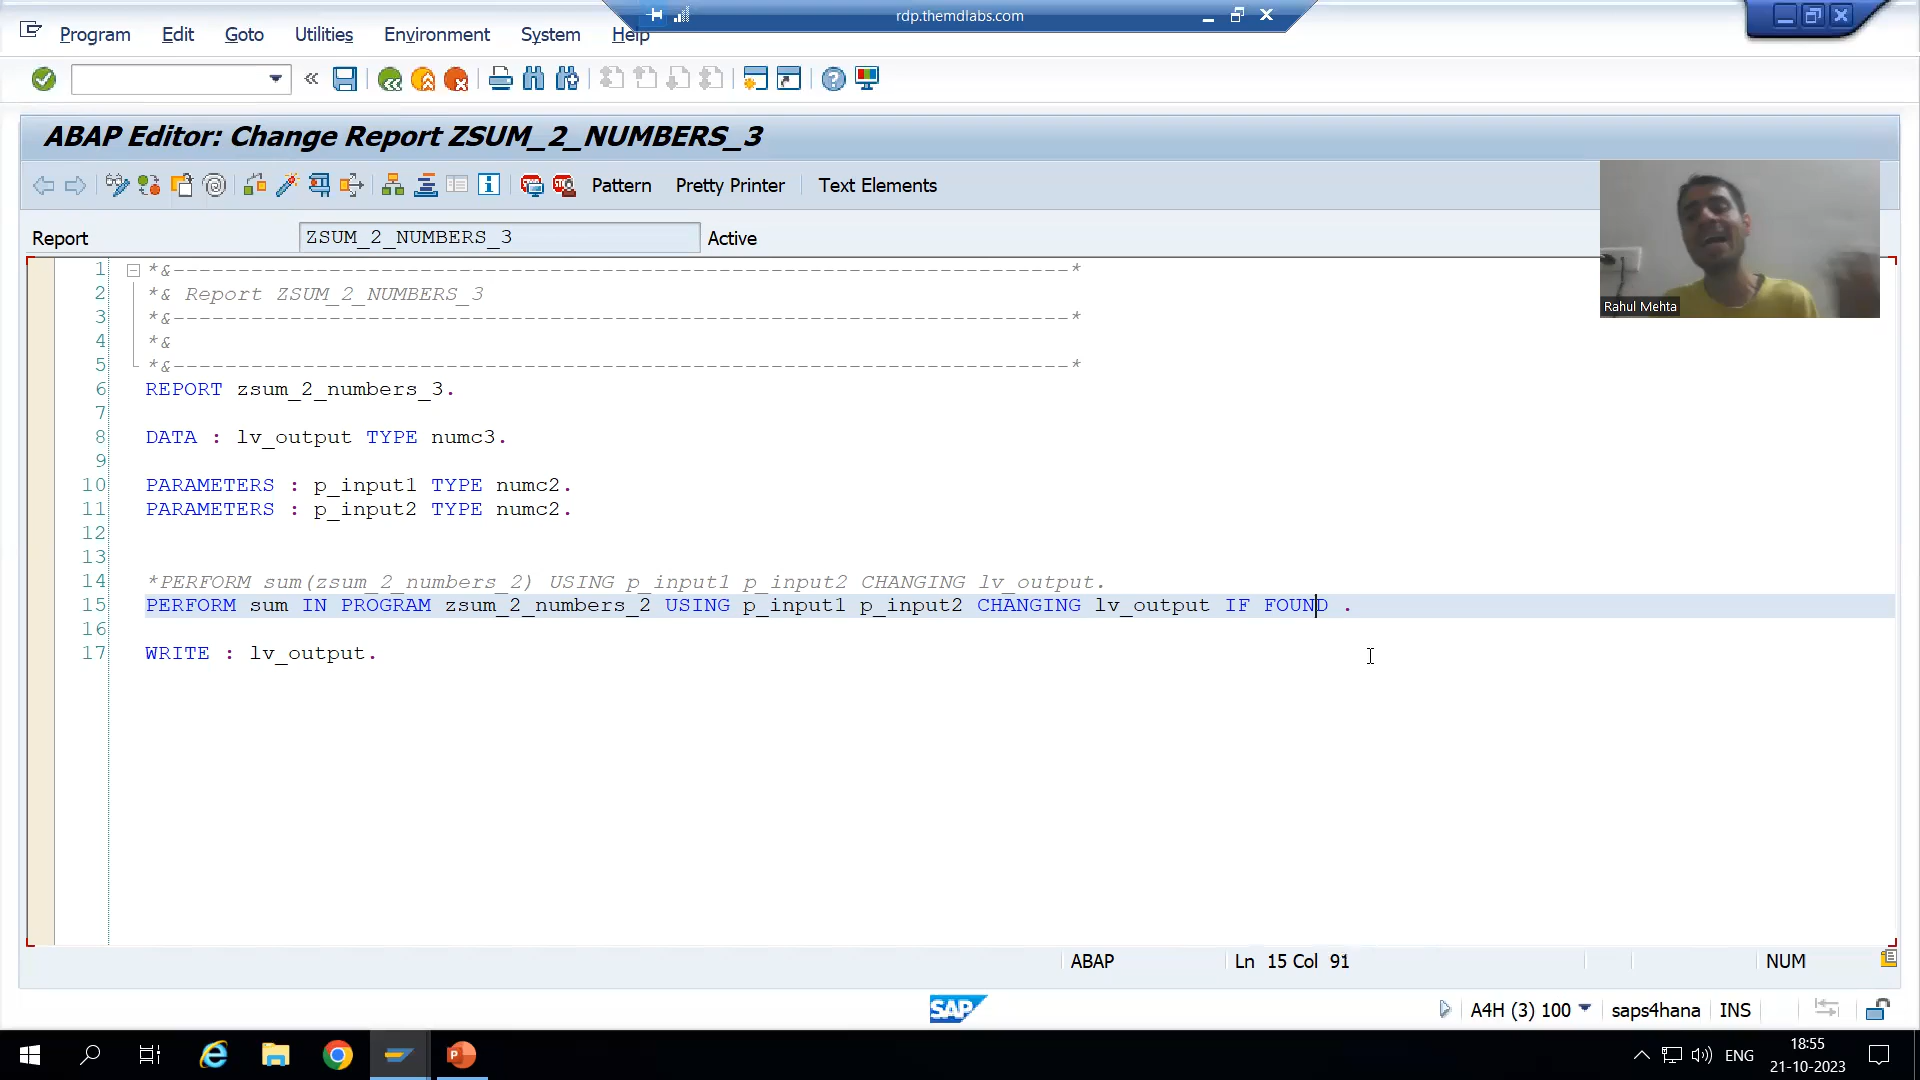 rdp.themdlabs.com
Program Edit Goto Utilities Environment System Help
ABAP Editor: Change Report ZSUM_2_NUMBERS_3
Pattern Pretty Printer Text Elements
Report ZSUM_2_NUMBERS_3 Active
Rahul Mehta
1 *&---------------------------------------------------------------------*
2 *& Report ZSUM_2_NUMBERS_3
3 *&---------------------------------------------------------------------*
4 *&
5 *&---------------------------------------------------------------------*
6 REPORT zsum_2_numbers_3.
7
8 DATA : lv_output TYPE numc3.
9
10 PARAMETERS : p_input1 TYPE numc2.
11 PARAMETERS : p_input2 TYPE numc2.
12
13
14 *PERFORM sum(zsum_2_numbers_2) USING p_input1 p_input2 CHANGING lv_output.
15 PERFORM sum IN PROGRAM zsum_2_numbers_2 USING p_input1 p_input2 CHANGING lv_output IF FOUND .
16
17 WRITE : lv_output.
ABAP Ln 15 Col 91 NUM
SAP A4H (3) 100 saps4hana INS
ENG 18:55
21-10-2023